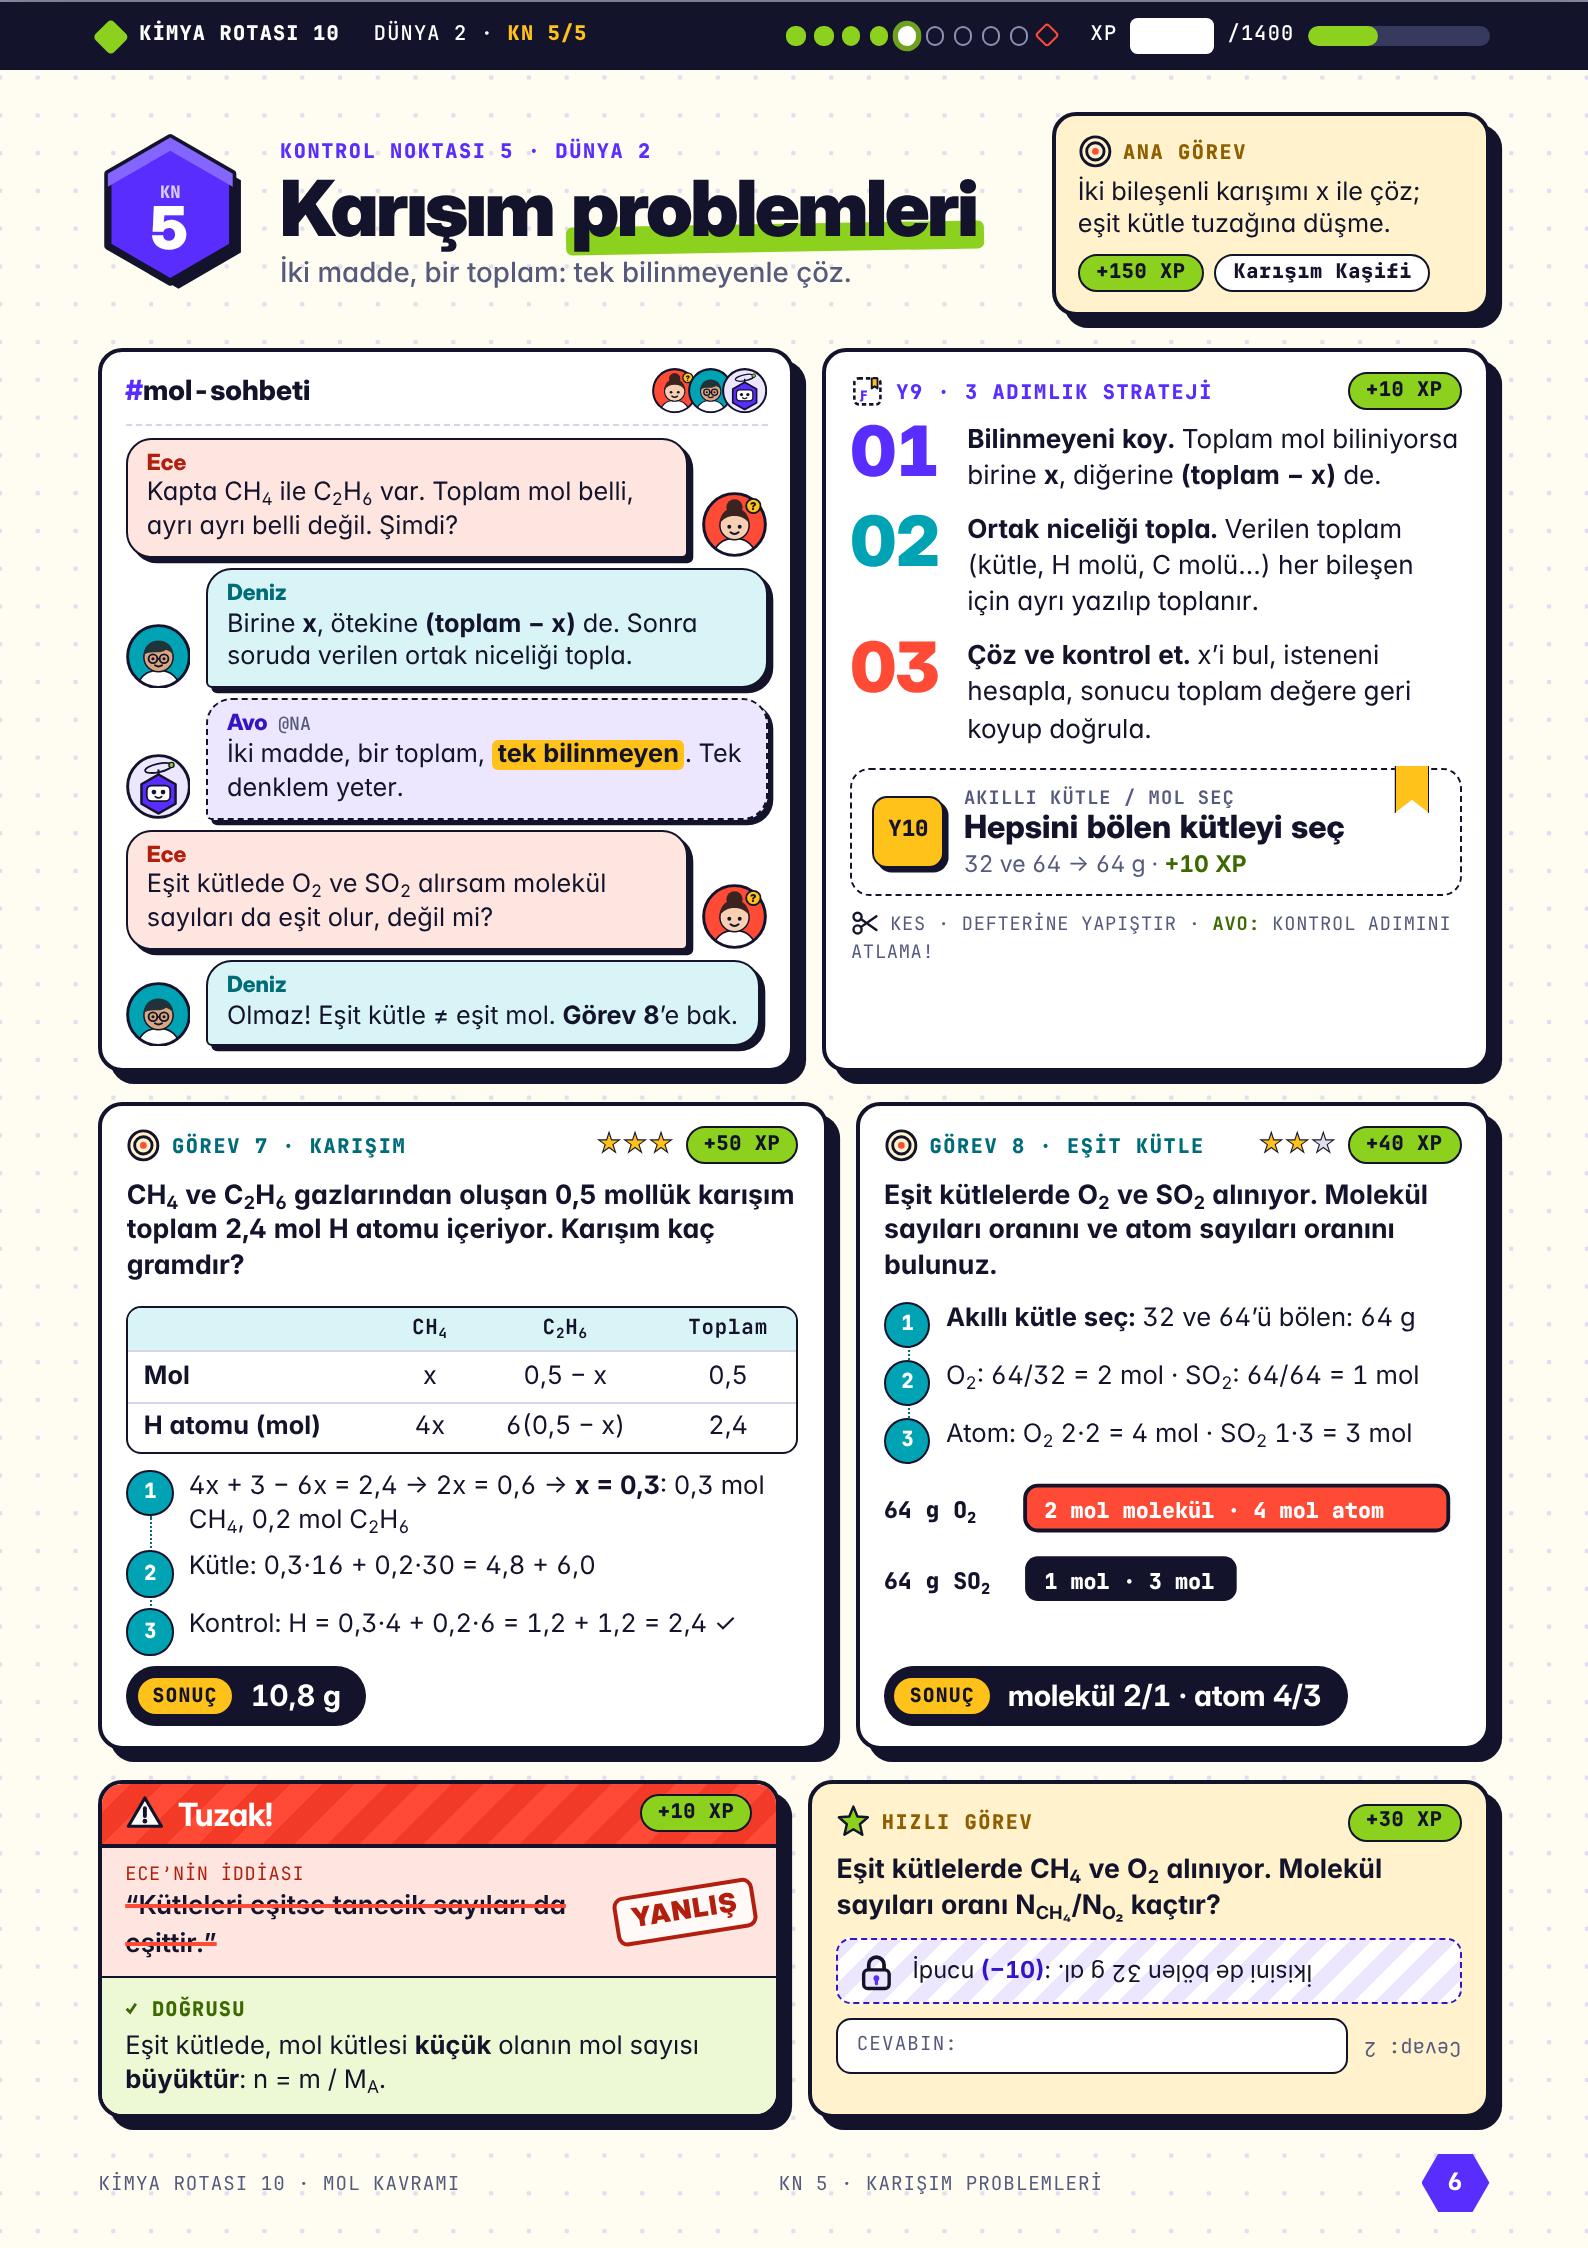 KİMYA ROTASI 10 DÜNYA 2 · KN 5/5 XP /1400
KONTROL NOKTASI 5 · DÜNYA 2
KN
5
Karışım problemleri
İki madde, bir toplam: tek bilinmeyenle çöz.
ANA GÖREV
İki bileşenli karışımı x ile çöz;
eşit kütle tuzağına düşme.
+150 XP Karışım Kaşifi
#mol-sohbeti
Ece
Kapta CH₄ ile C₂H₆ var. Toplam mol belli,
ayrı ayrı belli değil. Şimdi?
Deniz
Birine x, ötekine (toplam − x) de. Sonra
soruda verilen ortak niceliği topla.
Avo @NA
İki madde, bir toplam, tek bilinmeyen. Tek
denklem yeter.
Ece
Eşit kütlede O₂ ve SO₂ alırsam molekül
sayıları da eşit olur, değil mi?
Deniz
Olmaz! Eşit kütle ≠ eşit mol. Görev 8’e bak.
F Y9 · 3 ADIMLIK STRATEJİ +10 XP
01 Bilinmeyeni koy. Toplam mol biliniyorsa
birine x, diğerine (toplam − x) de.
02 Ortak niceliği topla. Verilen toplam
(kütle, H molü, C molü...) her bileşen
için ayrı yazılıp toplanır.
03 Çöz ve kontrol et. x’i bul, isteneni
hesapla, sonucu toplam değere geri
koyup doğrula.
Y10
AKILLI KÜTLE / MOL SEÇ
Hepsini bölen kütleyi seç
32 ve 64 → 64 g · +10 XP
KES · DEFTERİNE YAPIŞTIR · AVO: KONTROL ADIMINI
ATLAMA!
GÖREV 7 · KARIŞIM +50 XP
CH₄ ve C₂H₆ gazlarından oluşan 0,5 mollük karışım
toplam 2,4 mol H atomu içeriyor. Karışım kaç
gramdır?
CH₄ C₂H₆ Toplam
Mol x 0,5 − x 0,5
H atomu (mol) 4x 6(0,5 − x) 2,4
1 4x + 3 − 6x = 2,4 → 2x = 0,6 → x = 0,3: 0,3 mol
CH₄, 0,2 mol C₂H₆
2 Kütle: 0,3·16 + 0,2·30 = 4,8 + 6,0
3 Kontrol: H = 0,3·4 + 0,2·6 = 1,2 + 1,2 = 2,4 ✓
SONUÇ 10,8 g
GÖREV 8 · EŞİT KÜTLE +40 XP
Eşit kütlelerde O₂ ve SO₂ alınıyor. Molekül
sayıları oranını ve atom sayıları oranını
bulunuz.
1 Akıllı kütle seç: 32 ve 64’ü bölen: 64 g
2 O₂: 64/32 = 2 mol · SO₂: 64/64 = 1 mol
3 Atom: O₂ 2·2 = 4 mol · SO₂ 1·3 = 3 mol
64 g O₂ 2 mol molekül · 4 mol atom
64 g SO₂ 1 mol · 3 mol
SONUÇ molekül 2/1 · atom 4/3
Tuzak! +10 XP
ECE’NİN İDDİASI
“Kütleleri eşitse tanecik sayıları da
eşittir.”
YANLIŞ
✓ DOĞRUSU
Eşit kütlede, mol kütlesi küçük olanın mol sayısı
büyüktür: n = m / M_A.
HIZLI GÖREV +30 XP
Eşit kütlelerde CH₄ ve O₂ alınıyor. Molekül
sayıları oranı N_CH₄/N_O₂ kaçtır?
İpucu (−10): İkisini de bölen 32 g al.
CEVABIN:
Cevap: 2
KİMYA ROTASI 10 · MOL KAVRAMI
KN 5 · KARIŞIM PROBLEMLERİ
6